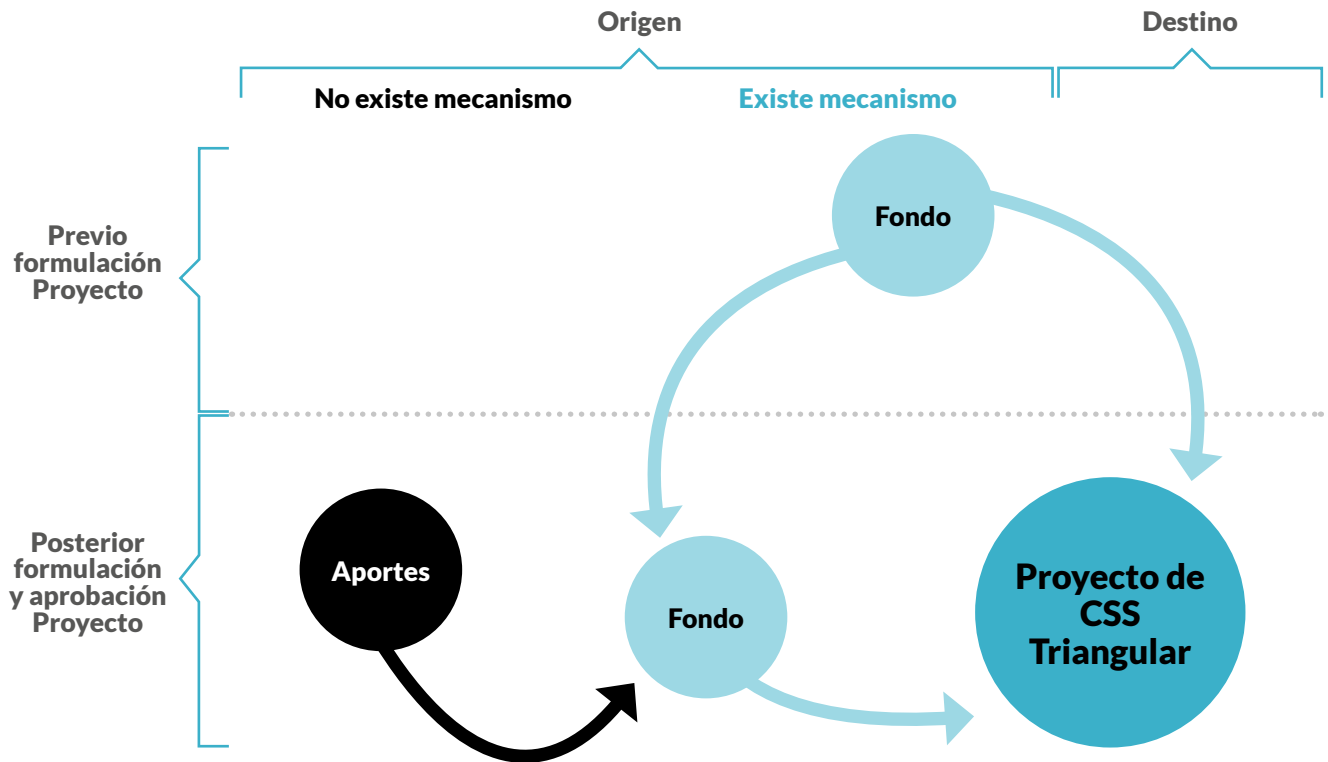 Origen
Destino
No existe mecanismo
Existe mecanismo
Fondo
Previo
formulación
Proyecto
Posterior
formulación
y aprobación
Proyecto
Aportes
Fondo
Proyecto de
CSS
Triangular